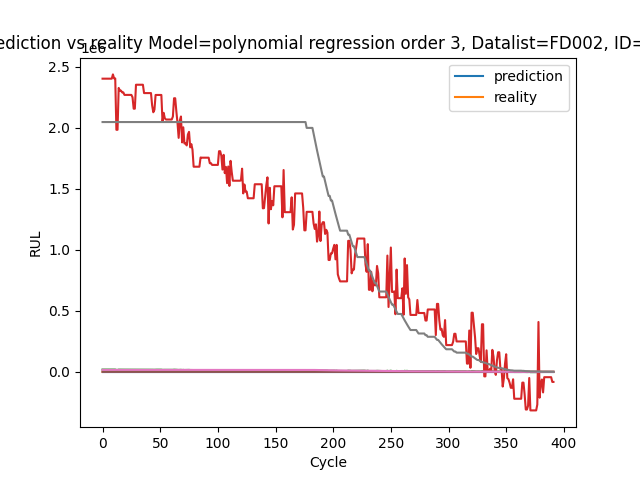 ediction vs reality Model=polynomial regression order 3, Datalist=FD002, ID=
1e6
2.5
2.0
1.5
1.0
0.5
0.0
RUL
prediction
reality
0 50 100 150 200 250 300 350 400
Cycle